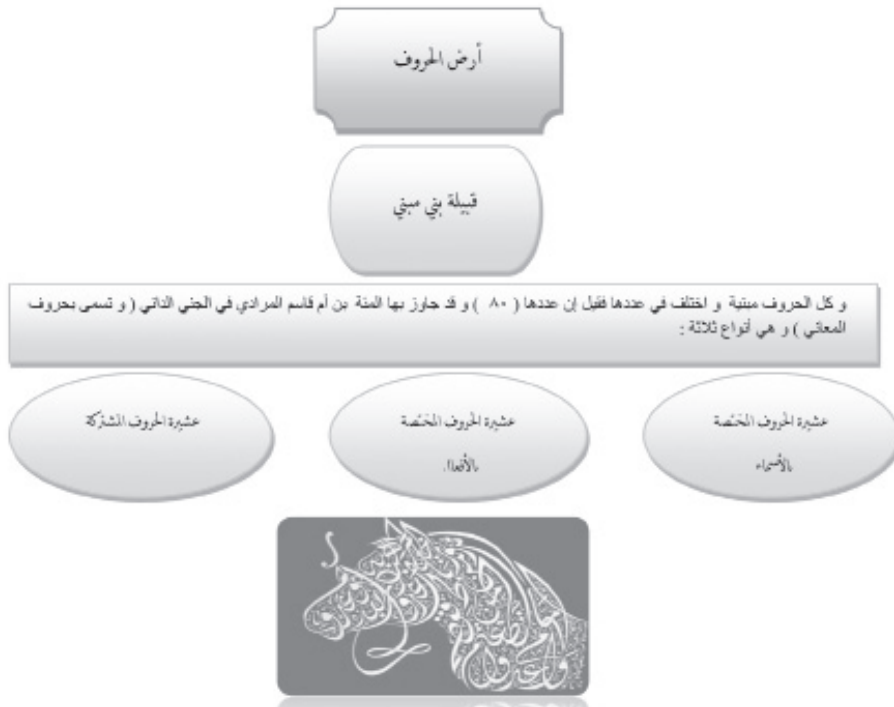 أرض الحروف
قبيلة بني مبني
و كل الحروف مبنية و اختلف في عددها فقيل إن عددها ( ٨٠ ) و قد جاوز بها المئة بن أم قاسم المرادي في الجني الداني ( و تسمى بحروف
المعاني ) و هي أنواع ثلاثة :
عشيرة الحروف المختصة
بالأسماء
عشيرة الحروف المختصة
بالأفعال
عشيرة الحروف المشتركة